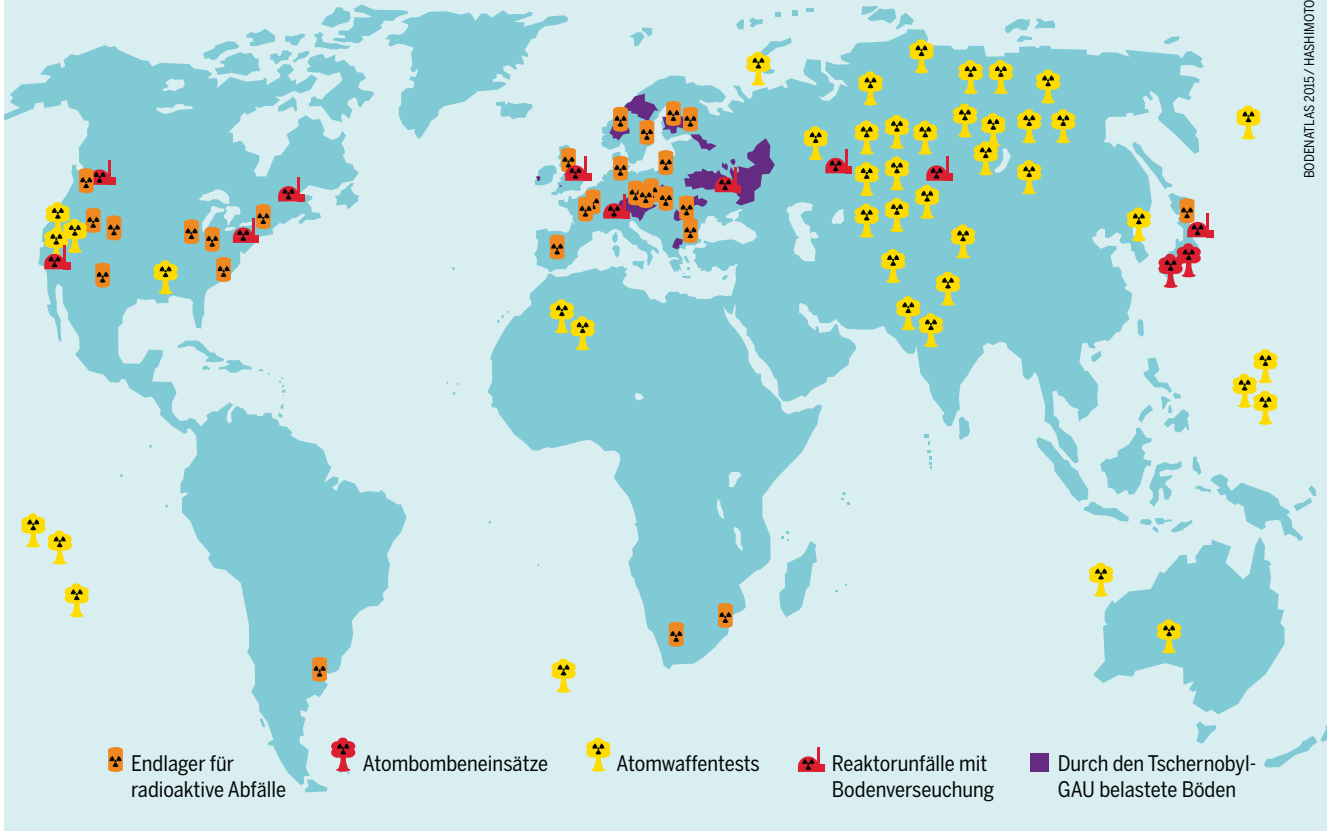 BODENATLAS 2015 / HASHIMOTO
Endlager für
radioaktive Abfälle
Atombombeneinsätze
Atomwaffentests
Reaktorunfälle mit
Bodenverseuchung
Durch den Tschernobyl-
GAU belastete Böden